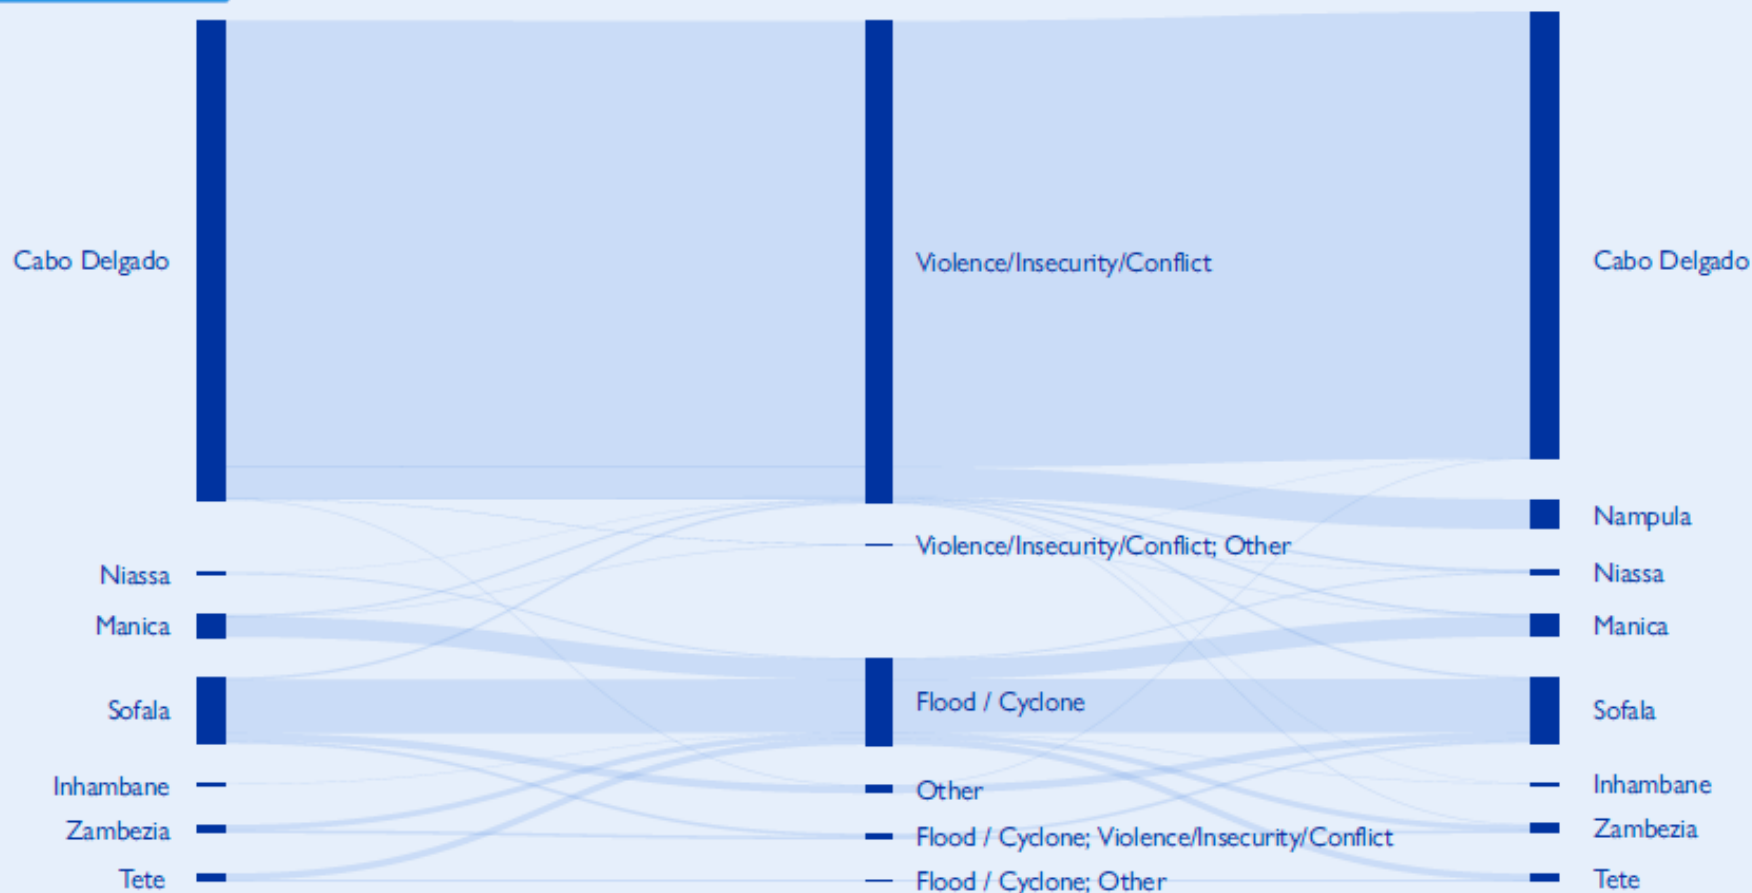 Cabo Delgado
Niassa
Manica
Sofala
Inhambane
Zambezia
Tete
Violence/Insecurity/Conflict
Violence/Insecurity/Conflict; Other
Flood / Cyclone
Other
Flood / Cyclone; Violence/Insecurity/Conflict
Flood / Cyclone; Other
Cabo Delgado
Nampula
Niassa
Manica
Sofala
Inhambane
Zambezia
Tete